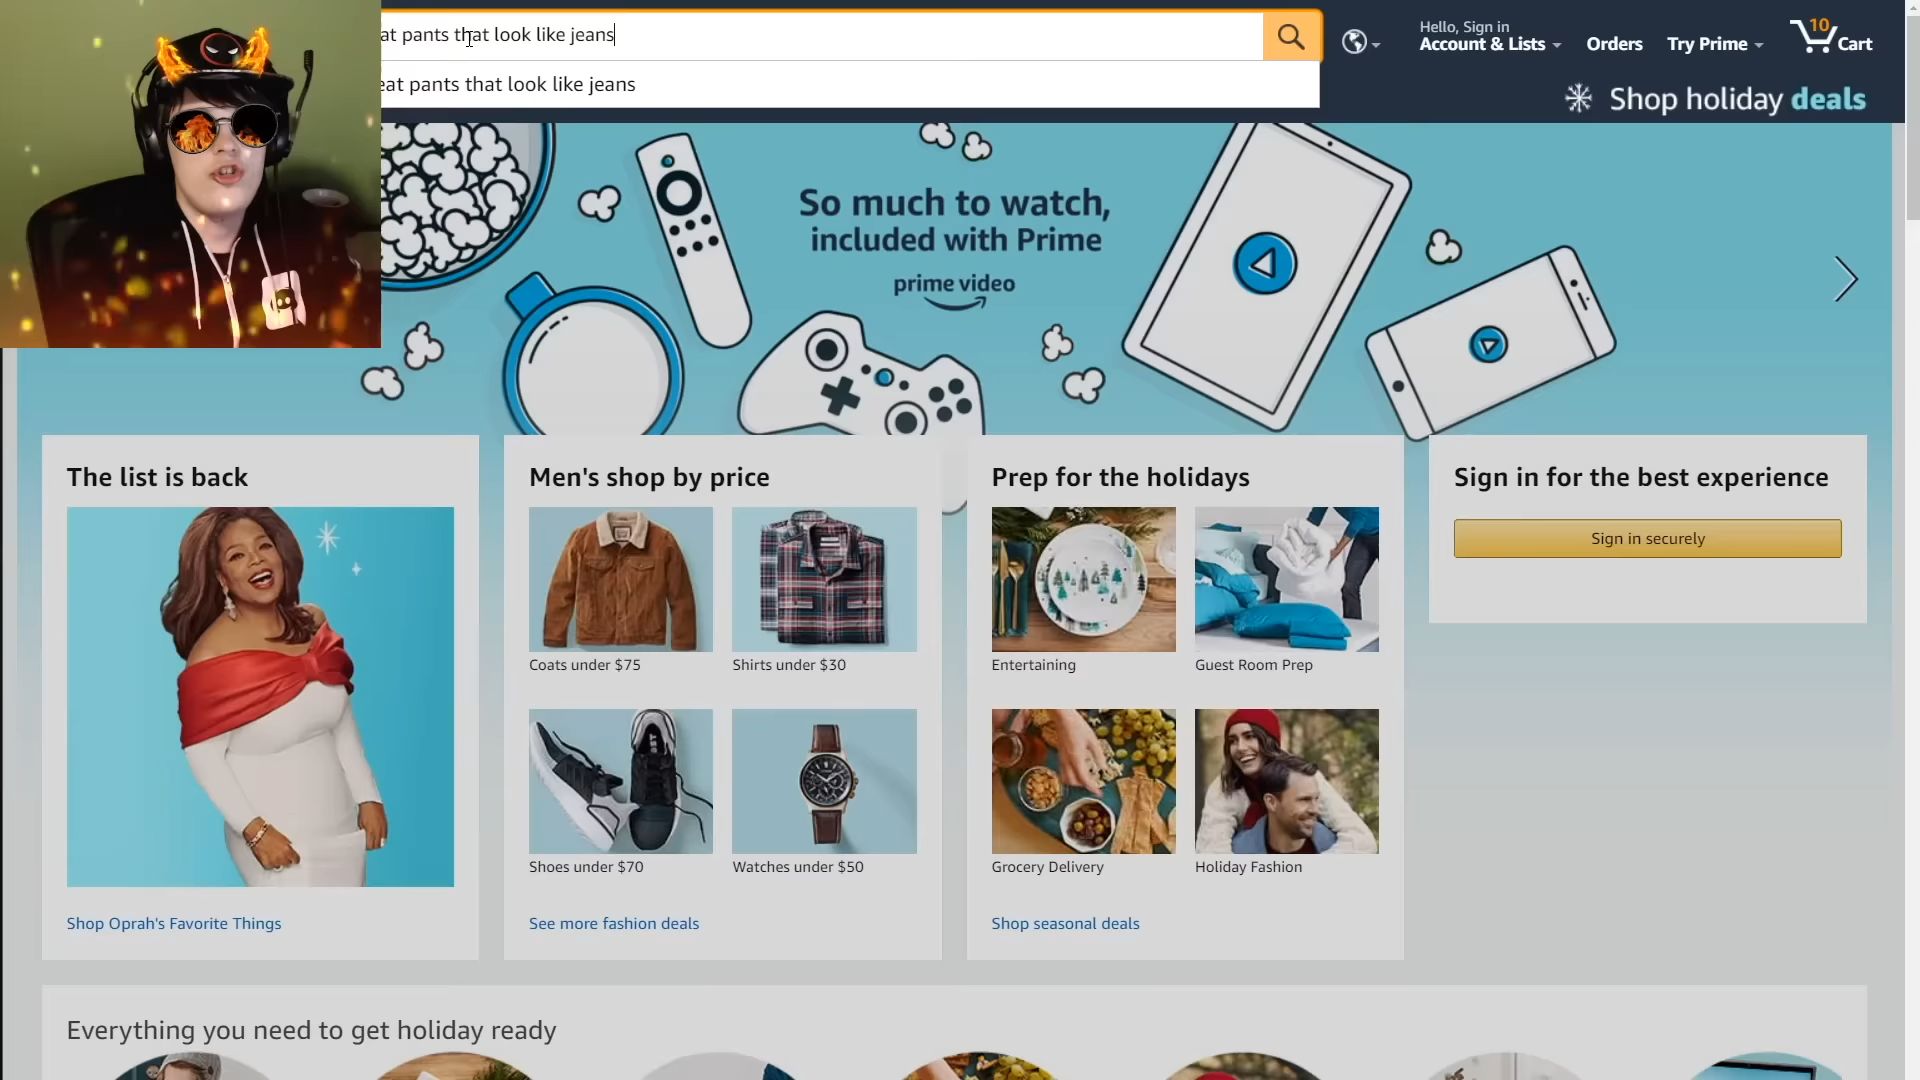 at pants that look like jeans
eat pants that look like jeans
Hello, Sign in
Account & Lists
Orders
Try Prime
10
Cart
Shop holiday deals
So much to watch,
included with Prime
prime video
The list is back
Shop Oprah's Favorite Things
Men's shop by price
Coats under $75
Shirts under $30
Shoes under $70
Watches under $50
See more fashion deals
Prep for the holidays
Entertaining
Guest Room Prep
Grocery Delivery
Holiday Fashion
Shop seasonal deals
Sign in for the best experience
Sign in securely
Everything you need to get holiday ready